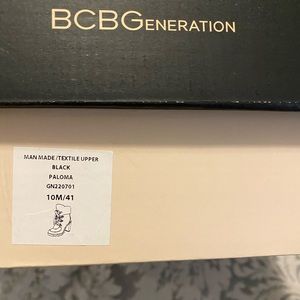 BCBGENERATION
MAN MADE/TEXTILE UPPER
BLACK
PALOMA
GN220701
10M/41